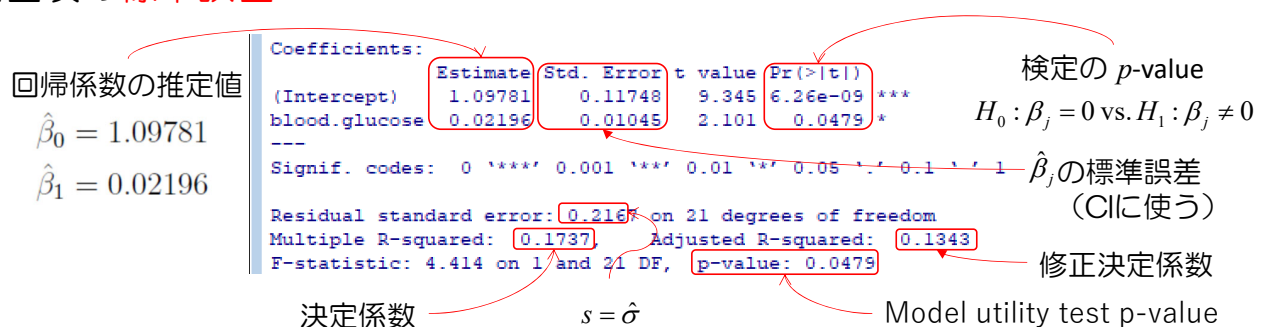 Coefficients:
Estimate Std. Error t value Pr(>|t|)
(Intercept) 1.09781 0.11748 9.345 6.26e-09 ***
blood.glucose 0.02196 0.01045 2.101 0.0479 *
---
Signif. codes: 0 '***' 0.001 '**' 0.01 '*' 0.05 '.' 0.1 ' ' 1
Residual standard error: 0.2167 on 21 degrees of freedom
Multiple R-squared: 0.1737, Adjusted R-squared: 0.1343
F-statistic: 4.414 on 1 and 21 DF, p-value: 0.0479
回帰係数の推定値
β̂₀ = 1.09781
β̂₁ = 0.02196
検定の p-value
H₀ : βⱼ = 0 vs. H₁ : βⱼ ≠ 0
β̂ⱼの標準誤差
（CIに使う）
修正決定係数
決定係数
s = σ̂
Model utility test p-value